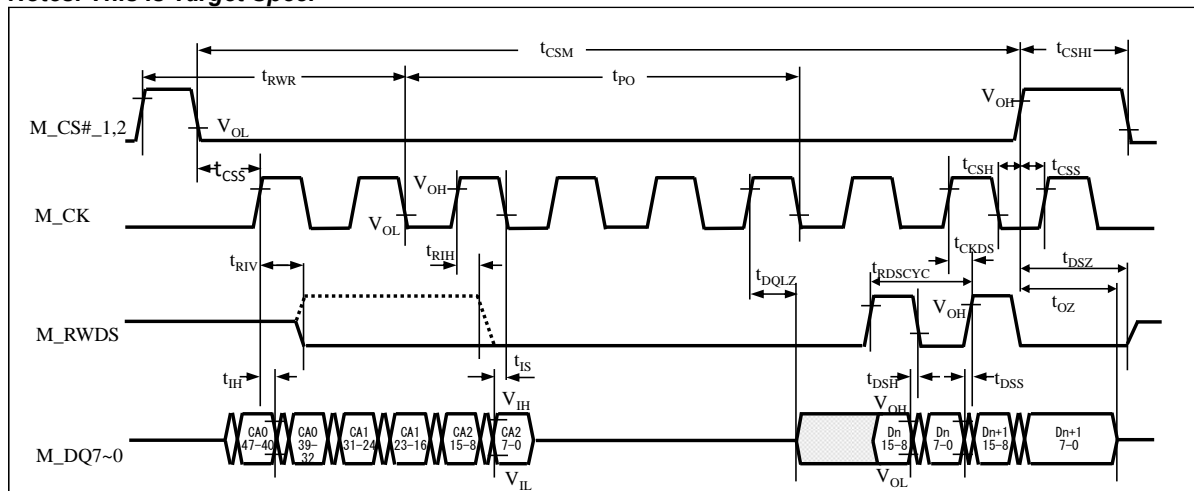 Notes: This is Target Spec.
tCSM
tCSHI
tRWR
tPO
VOH
M_CS#_1,2
VOL
tCSS
tCSH
tCSS
VOH
M_CK
VOL
tRIH
tCKDS
tRIV
tDQLZ
tRDSCYC
tDSZ
VOH
tOZ
M_RWDS
tIS
tIH
VIH
tDSH
tDSS
VOH
CA0 47-40
CA0 39-32
CA1 31-24
CA1 23-16
CA2 15-8
CA2 7-0
Dn 15-8
Dn 7-0
Dn+1 15-8
Dn+1 7-0
M_DQ7~0
VIL
VOL